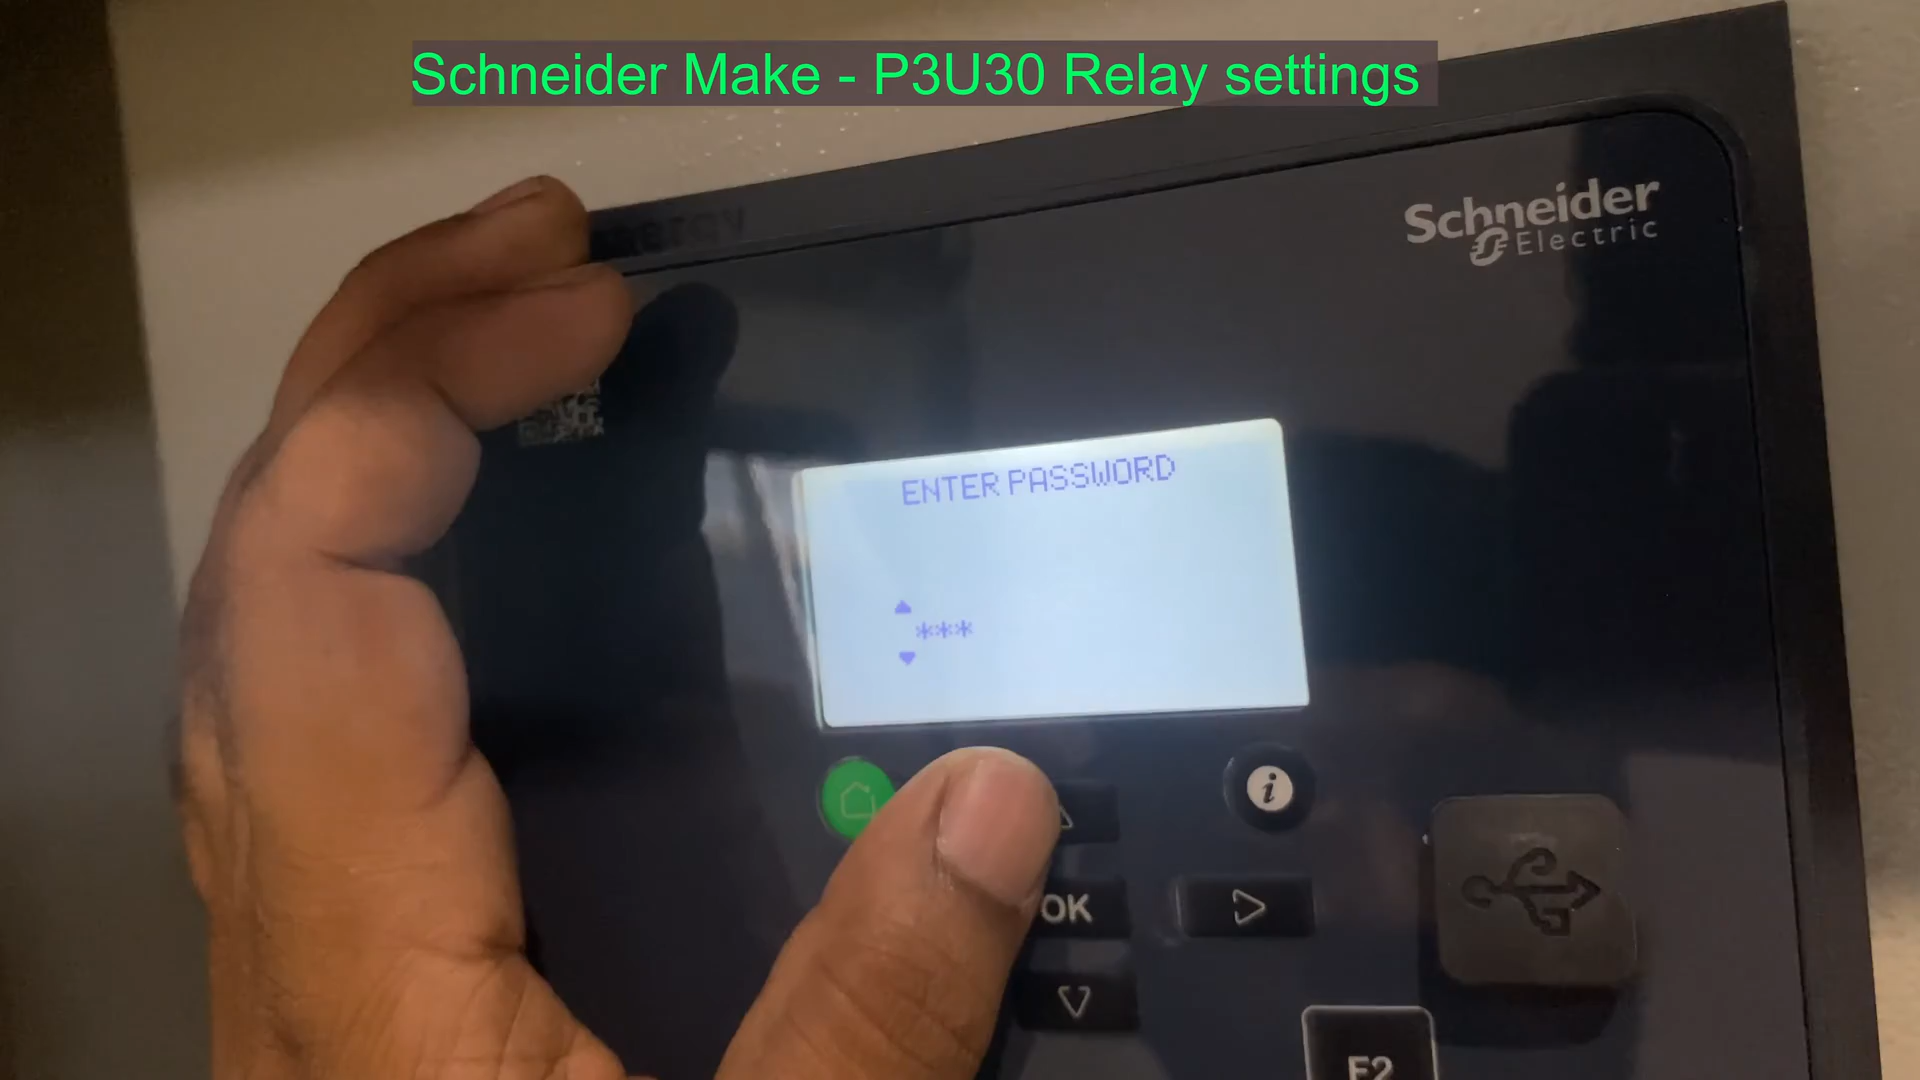 Schneider Make - P3U30 Relay settings
Schneider
Electric
ENTER PASSWORD
***
i
OK
F2